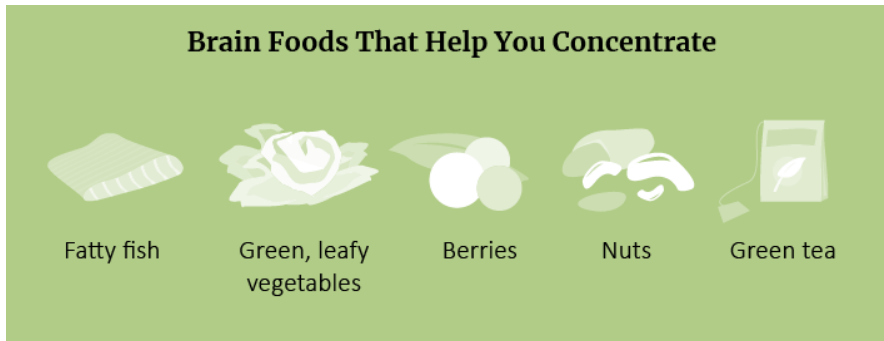 Brain Foods That Help You Concentrate
Fatty fish
Green, leafy
vegetables
Berries
Nuts
Green tea